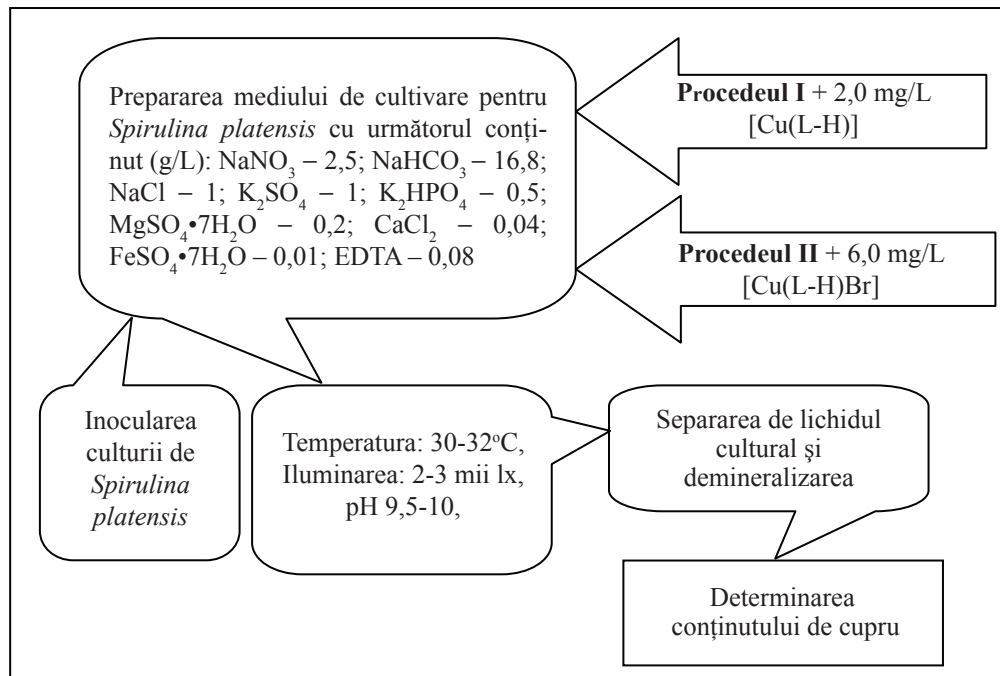 Prepararea mediului de cultivare pentru
Spirulina platensis cu următorul conți-
nut (g/L): NaNO₃ – 2,5; NaHCO₃ – 16,8;
NaCl – 1; K₂SO₄ – 1; K₂HPO₄ – 0,5;
MgSO₄•7H₂O – 0,2; CaCl₂ – 0,04;
FeSO₄•7H₂O – 0,01; EDTA – 0,08
Procedeul I + 2,0 mg/L
[Cu(L-H)]
Procedeul II + 6,0 mg/L
[Cu(L-H)Br]
Inocularea
culturii de
Spirulina
platensis
Temperatura: 30-32ºC,
Iluminarea: 2-3 mii lx,
pH 9,5-10,
Separarea de lichidul
cultural şi
demineralizarea
Determinarea
conținutului de cupru